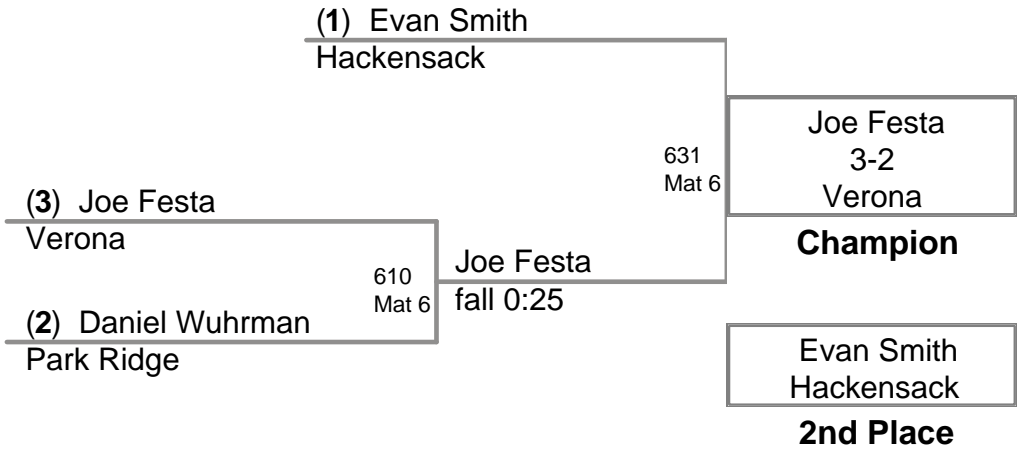 (1) Evan Smith
Hackensack
(3) Joe Festa
Verona
610
Mat 6
(2) Daniel Wuhrman
Park Ridge
Joe Festa
fall 0:25
631
Mat 6
Joe Festa
3-2
Verona
Champion
Evan Smith
Hackensack
2nd Place